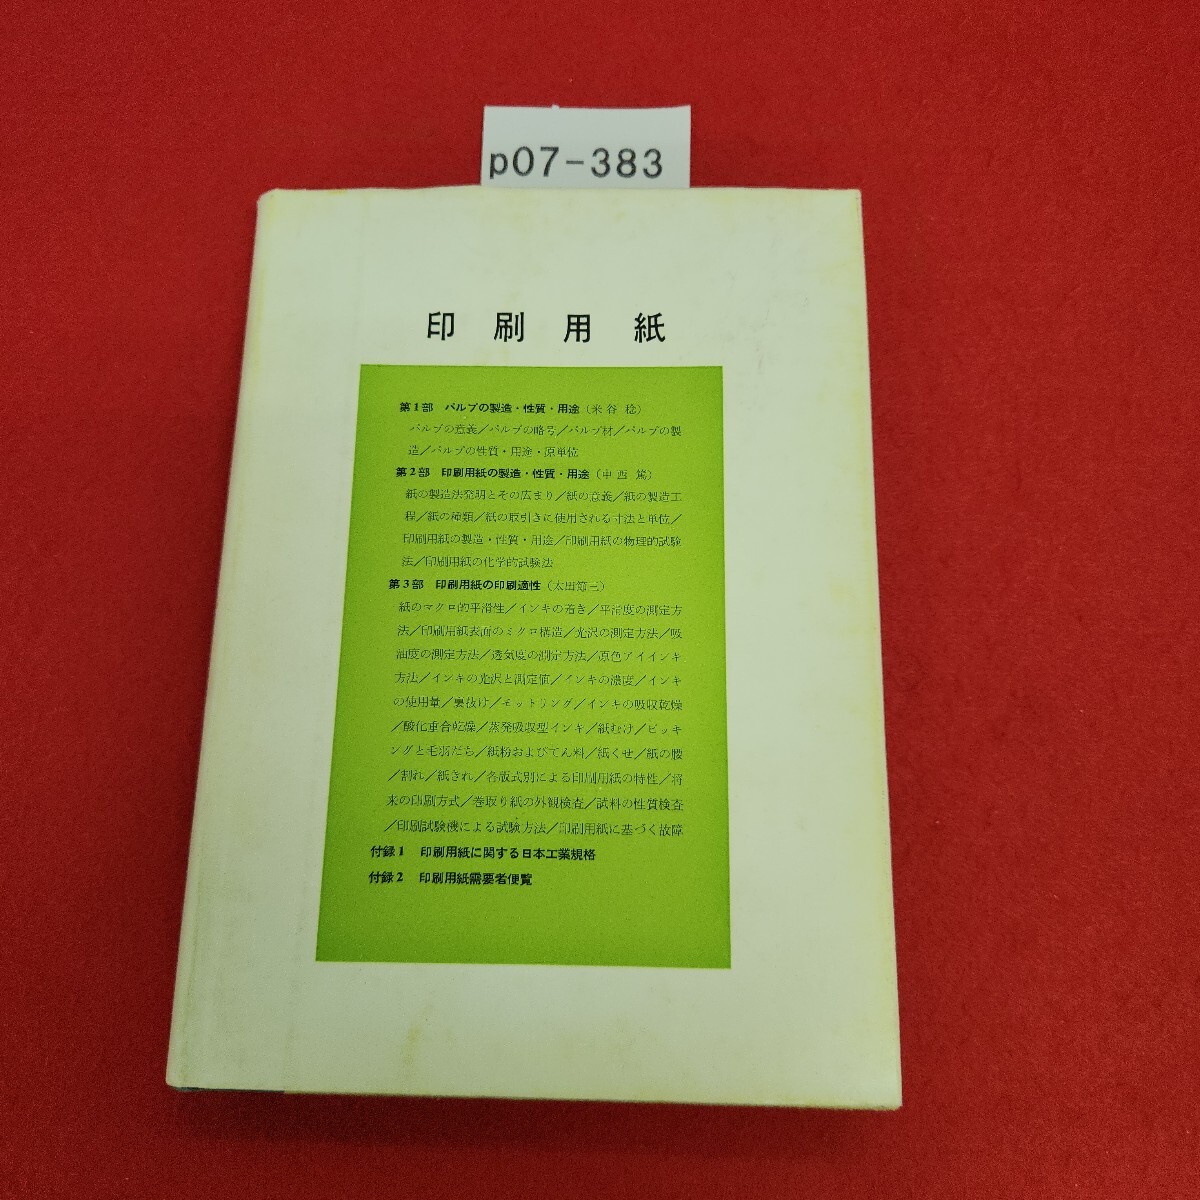 p07-383
印刷用紙
第1部 パルプの製造・性質・用途（米谷 稔）
パルプの意義／パルプの略号／パルプ材／パルプの製
造／パルプの性質・用途・原単位
第2部 印刷用紙の製造・性質・用途（中西 篤）
紙の製造法発明とその広まり／紙の意義／紙の製造工
程／紙の種類／紙の取引きに使用される寸法と単位／
印刷用紙の製造・性質・用途／印刷用紙の物理的試験
法／印刷用紙の化学的試験法
第3部 印刷用紙の印刷適性（太田節三）
紙のマクロ的平滑性／インキの着き／平滑度の測定方
法／印刷用紙表面のミクロ構造／光沢の測定方法／吸
油度の測定方法／透気度の測定方法／原色アイインキ
方法／インキの光沢と測定値／インキの濃度／インキ
の使用量／裏抜け／モットリング／インキの吸収乾燥
／酸化重合乾燥／蒸発吸収型インキ／紙むけ／ピッキ
ングと毛羽だち／紙粉およびてん料／紙くせ／紙の腰
／割れ／紙きれ／各版式別による印刷用紙の特性／将
来の印刷方式／巻取り紙の外観検査／試料の性質検査
／印刷試験機による試験方法／印刷用紙に基づく故障
付録1 印刷用紙に関する日本工業規格
付録2 印刷用紙需要者便覧